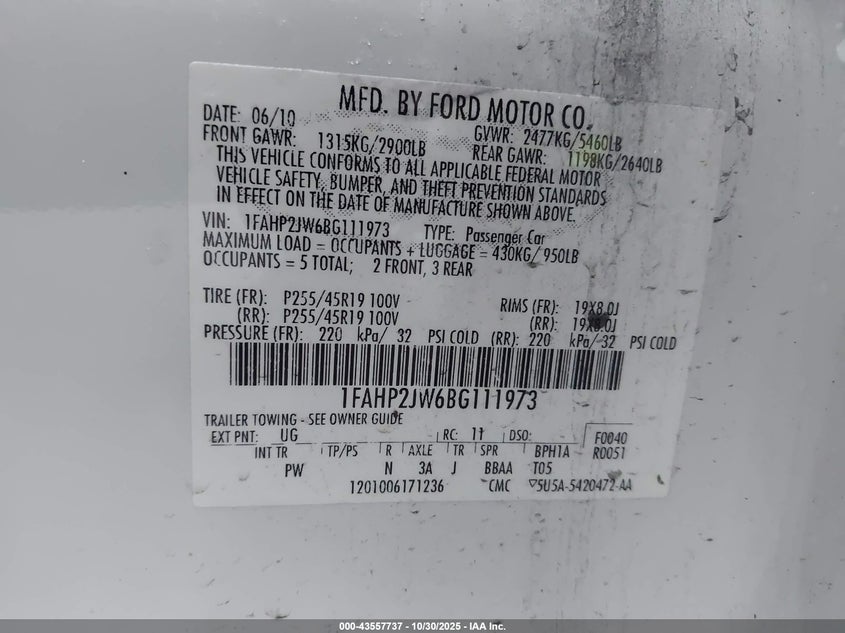 MFD. BY FORD MOTOR CO.
DATE: 06/10 GVWR: 2477KG/5460LB
FRONT GAWR: 1315KG/2900LB REAR GAWR: 1198KG/2640LB
THIS VEHICLE CONFORMS TO ALL APPLICABLE FEDERAL MOTOR
VEHICLE SAFETY, BUMPER, AND THEFT PREVENTION STANDARDS
IN EFFECT ON THE DATE OF MANUFACTURE SHOWN ABOVE.
VIN: 1FAHP2JW6BG111973 TYPE: Passenger Car
MAXIMUM LOAD = OCCUPANTS + LUGGAGE = 430KG/950LB
OCCUPANTS = 5 TOTAL; 2 FRONT, 3 REAR
TIRE (FR): P255/45R19 100V RIMS (FR): 19X8.0J
(RR): P255/45R19 100V (RR): 19X8.0J
PRESSURE (FR): 220 kPa/ 32 PSI COLD (RR): 220 kPa/ 32 PSI COLD
1FAHP2JW6BG111973
TRAILER TOWING - SEE OWNER GUIDE
EXT PNT: UG RC: 11 DSO: F0040
INT TR TP/PS R AXLE TR SPR BPH1A R0051
PW N 3A J BBAA T05
1201006171236 CMC ▽5U5A-5420472-AA
000-43557737 - 10/30/2025 - IAA Inc.